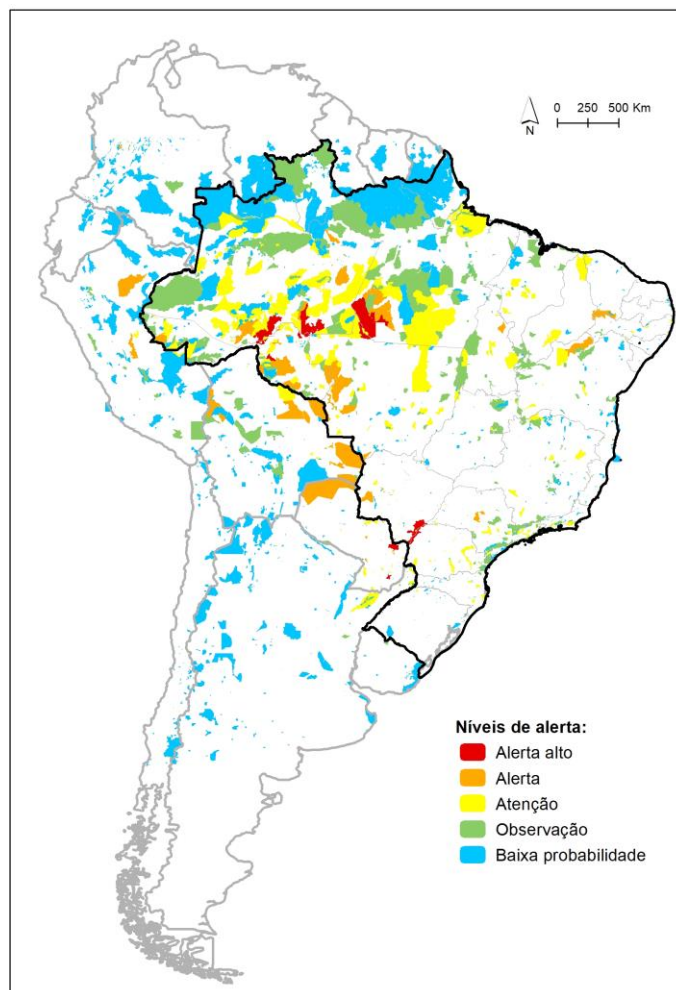 N
0 250 500 Km
Níveis de alerta:
Alerta alto
Alerta
Atenção
Observação
Baixa probabilidade